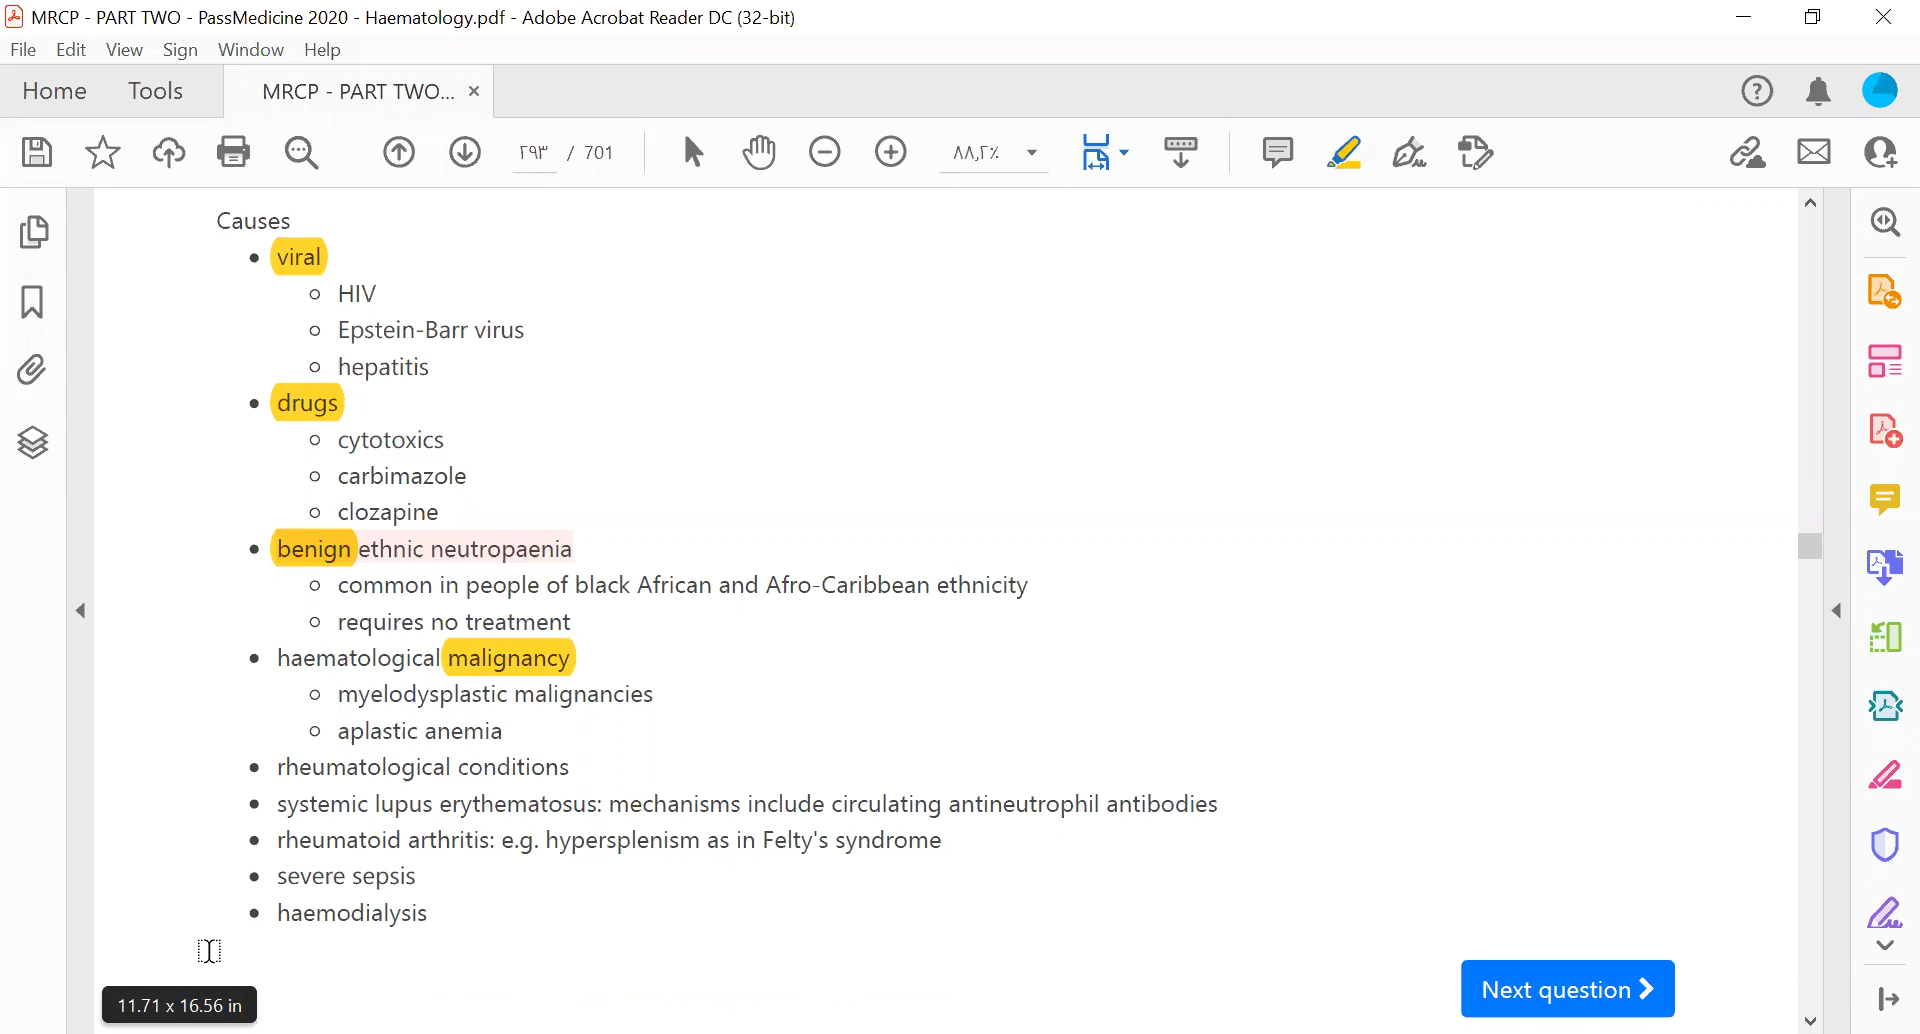 MRCP - PART TWO - PassMedicine 2020 - Haematology.pdf - Adobe Acrobat Reader DC (32-bit)
File Edit View Sign Window Help
Home Tools MRCP - PART TWO... ×
٢٩٣ / 701 ٨٨,٢٪
Causes
• viral
o HIV
o Epstein-Barr virus
o hepatitis
• drugs
o cytotoxics
o carbimazole
o clozapine
• benign ethnic neutropaenia
o common in people of black African and Afro-Caribbean ethnicity
o requires no treatment
• haematological malignancy
o myelodysplastic malignancies
o aplastic anemia
• rheumatological conditions
• systemic lupus erythematosus: mechanisms include circulating antineutrophil antibodies
• rheumatoid arthritis: e.g. hypersplenism as in Felty's syndrome
• severe sepsis
• haemodialysis
Next question
11.71 x 16.56 in